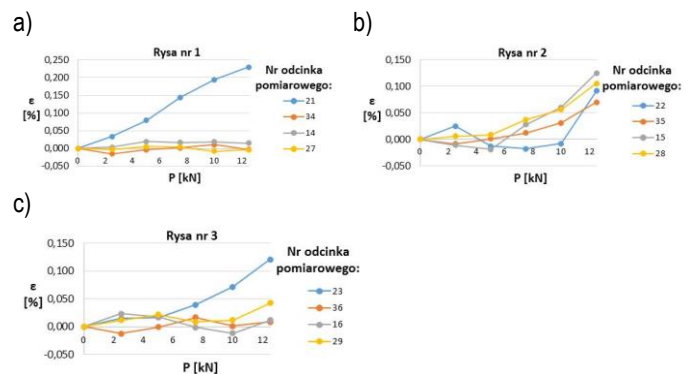 a)
Rysa nr 1
0,250
0,200
0,150
0,100
0,050
0,000
-0,050
ε
[%]
0 2 4 6 8 10 12
P [kN]
Nr odcinka
pomiarowego:
21
34
14
27
b)
Rysa nr 2
0,150
0,100
0,050
0,000
-0,050
ε
[%]
0 2 4 6 8 10 12
P [kN]
Nr odcinka
pomiarowego:
22
35
15
28
c)
Rysa nr 3
0,150
0,100
0,050
0,000
-0,050
ε
[%]
0 2 4 6 8 10 12
P [kN]
Nr odcinka
pomiarowego:
23
36
16
29